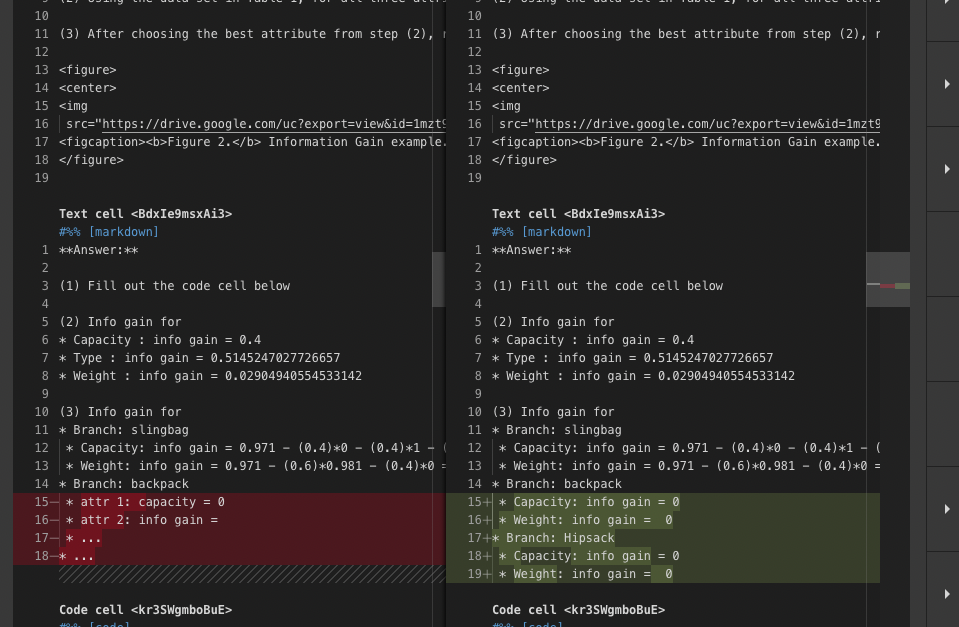 10
11 (3) After choosing the best attribute from step (2),
12
13 <figure>
14 <center>
15 <img
16 src="https://drive.google.com/uc?export=view&id=1mzt9
17 <figcaption><b>Figure 2.</b> Information Gain example.
18 </figure>
19
Text cell <BdxIe9msxAi3>
#%% [markdown]
1 **Answer:**
2
3 (1) Fill out the code cell below
4
5 (2) Info gain for
6 * Capacity : info gain = 0.4
7 * Type : info gain = 0.5145247027726657
8 * Weight : info gain = 0.02904940554533142
9
10 (3) Info gain for
11 * Branch: slingbag
12 * Capacity: info gain = 0.971 – (0.4)*0 – (0.4)*1 – (
13 * Weight: info gain = 0.971 – (0.6)*0.981 – (0.4)*0 =
14 * Branch: backpack
15— * attr 1: capacity = 0
16— * attr 2: info gain =
17— * ...
18—* ...
Code cell <kr3SWgmboBuE>
#%% [code]
10
11 (3) After choosing the best attribute from step (2), r
12
13 <figure>
14 <center>
15 <img
16 src="https://drive.google.com/uc?export=view&id=1mzt9
17 <figcaption><b>Figure 2.</b> Information Gain example.
18 </figure>
19
Text cell <BdxIe9msxAi3>
#%% [markdown]
1 **Answer:**
2
3 (1) Fill out the code cell below
4
5 (2) Info gain for
6 * Capacity : info gain = 0.4
7 * Type : info gain = 0.5145247027726657
8 * Weight : info gain = 0.02904940554533142
9
10 (3) Info gain for
11 * Branch: slingbag
12 * Capacity: info gain = 0.971 – (0.4)*0 – (0.4)*1 – (
13 * Weight: info gain = 0.971 – (0.6)*0.981 – (0.4)*0 =
14 * Branch: backpack
15+ * Capacity: info gain = 0
16+ * Weight: info gain =  0
17+* Branch: Hipsack
18+ * Capacity: info gain = 0
19+ * Weight: info gain =  0
Code cell <kr3SWgmboBuE>
#%% [code]